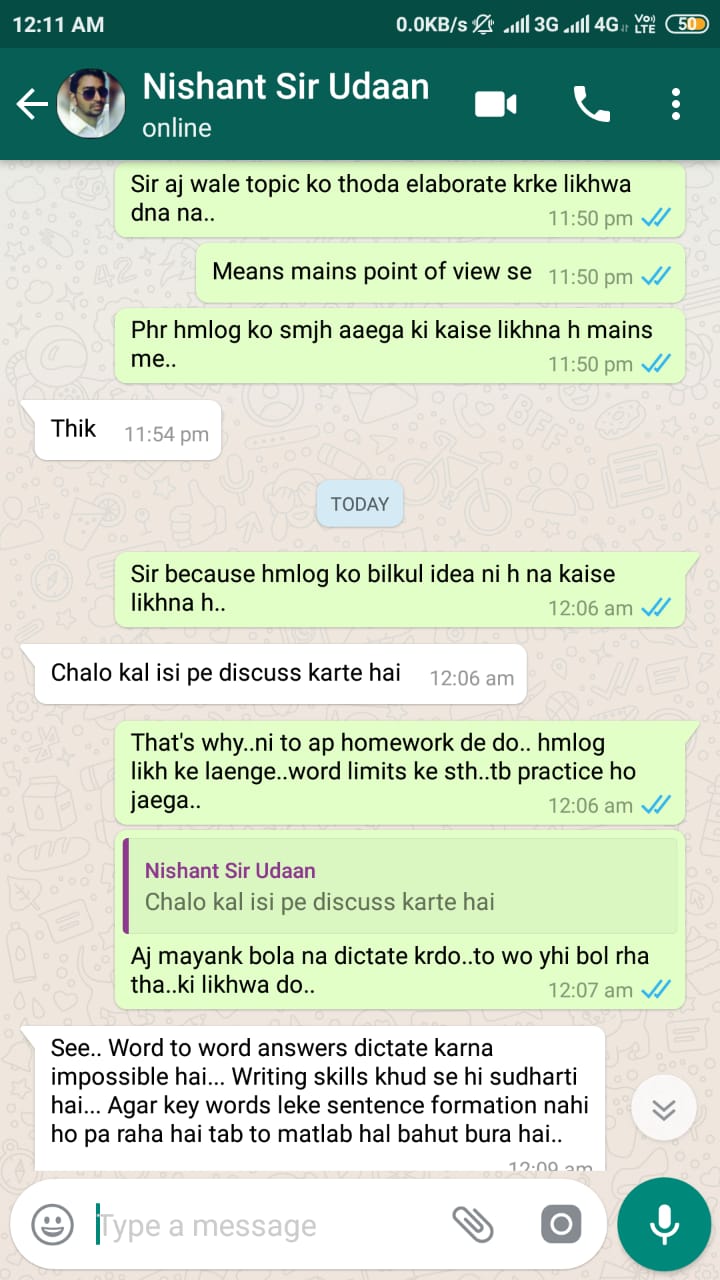 12:11 AM 0.0KB/s 3G 4G VoO LTE 50
Nishant Sir Udaan
online
Sir aj wale topic ko thoda elaborate krke likhwa
dna na.. 11:50 pm
Means mains point of view se 11:50 pm
Phr hmlog ko smjh aaega ki kaise likhna h mains
me.. 11:50 pm
Thik 11:54 pm
TODAY
Sir because hmlog ko bilkul idea ni h na kaise
likhna h.. 12:06 am
Chalo kal isi pe discuss karte hai 12:06 am
That's why..ni to ap homework de do.. hmlog
likh ke laenge..word limits ke sth..tb practice ho
jaega.. 12:06 am
Nishant Sir Udaan
Chalo kal isi pe discuss karte hai
Aj mayank bola na dictate krdo..to wo yhi bol rha
tha..ki likhwa do.. 12:07 am
See.. Word to word answers dictate karna
impossible hai... Writing skills khud se hi sudharti
hai... Agar key words leke sentence formation nahi
ho pa raha hai tab to matlab hal bahut bura hai..
12:09 am
Type a message